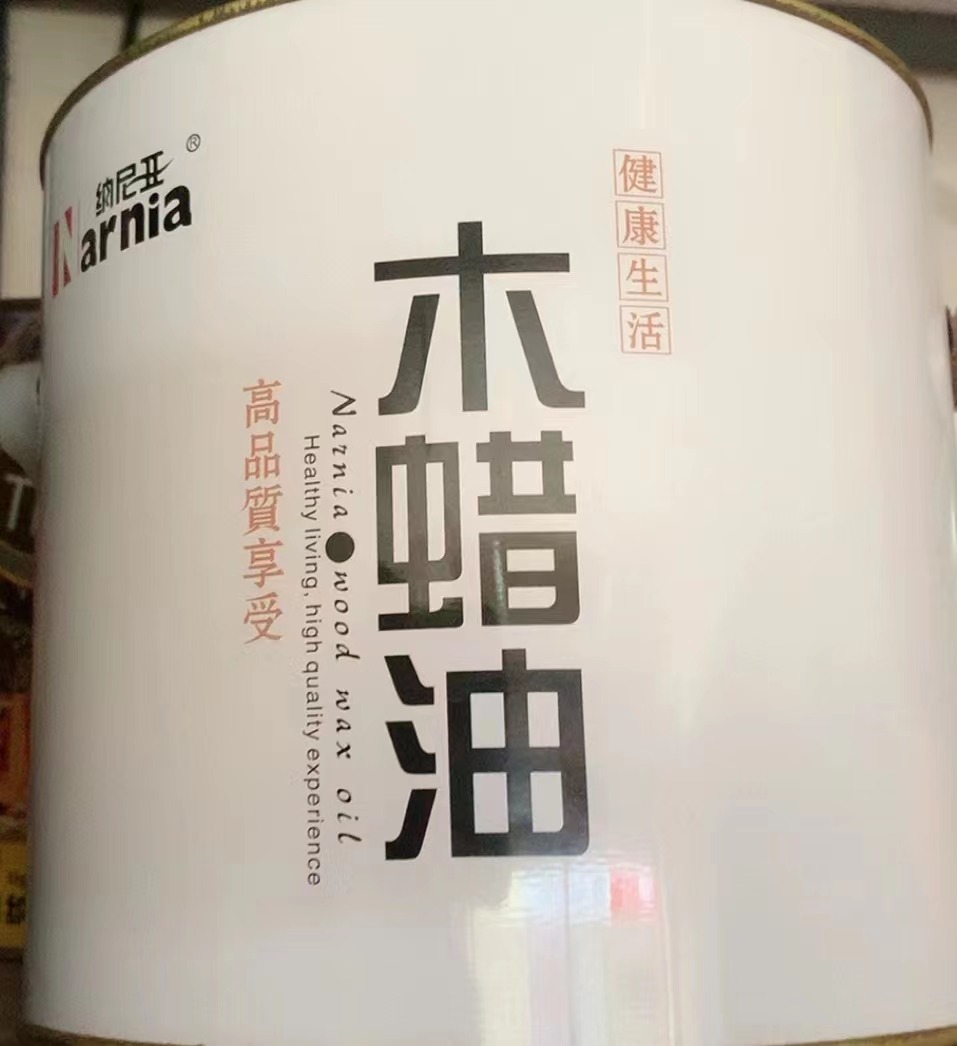 纳尼亚®
Narnia
健康生活
木蜡油
Narnia●wood wax oil
Healthy living, high quality experience
高品質享受